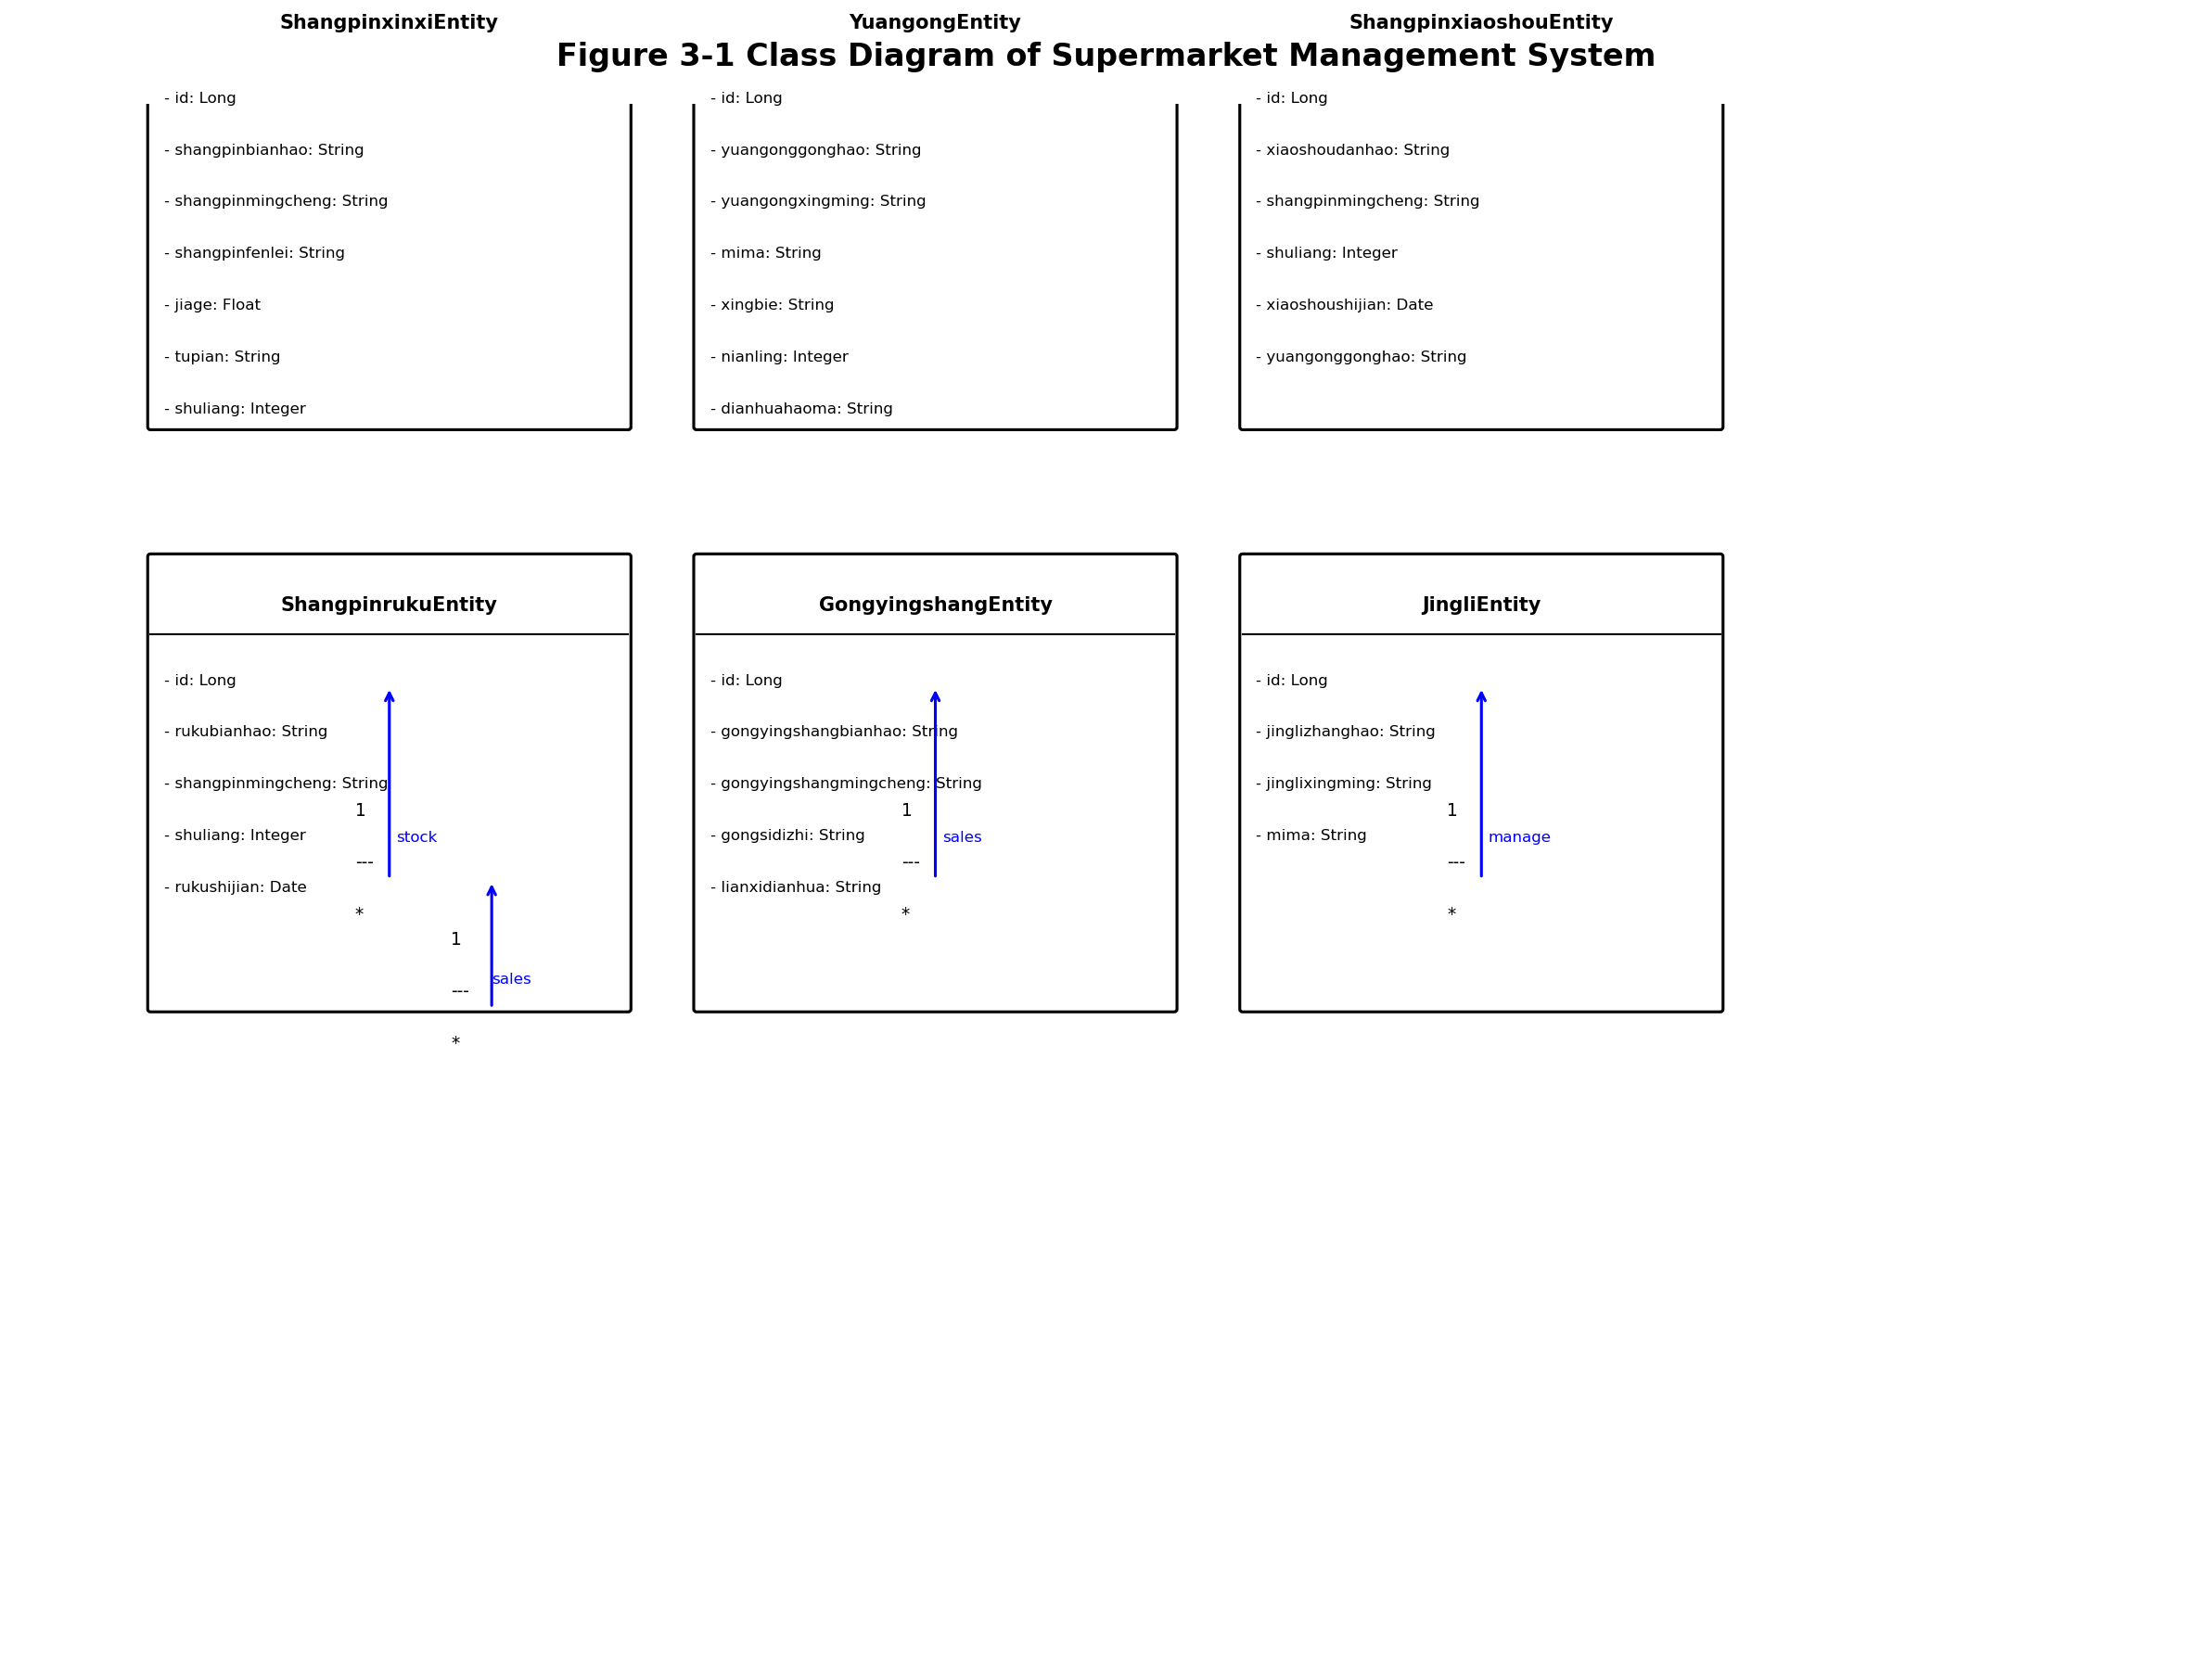 ShangpinxinxiEntity
YuangongEntity
ShangpinxiaoshouEntity
Figure 3-1 Class Diagram of Supermarket Management System
- id: Long
- shangpinbianhao: String
- shangpinmingcheng: String
- shangpinfenlei: String
- jiage: Float
- tupian: String
- shuliang: Integer
- id: Long
- yuangonggonghao: String
- yuangongxingming: String
- mima: String
- xingbie: String
- nianling: Integer
- dianhuahaoma: String
- id: Long
- xiaoshoudanhao: String
- shangpinmingcheng: String
- shuliang: Integer
- xiaoshoushijian: Date
- yuangonggonghao: String
ShangpinrukuEntity
- id: Long
- rukubianhao: String
- shangpinmingcheng: String
- shuliang: Integer
- rukushijian: Date
1
---
*
stock
1
---
*
sales
GongyingshangEntity
- id: Long
- gongyingshangbianhao: String
- gongyingshangmingcheng: String
- gongsidizhi: String
- lianxidianhua: String
1
---
*
sales
JingliEntity
- id: Long
- jinglizhanghao: String
- jinglixingming: String
- mima: String
1
---
*
manage